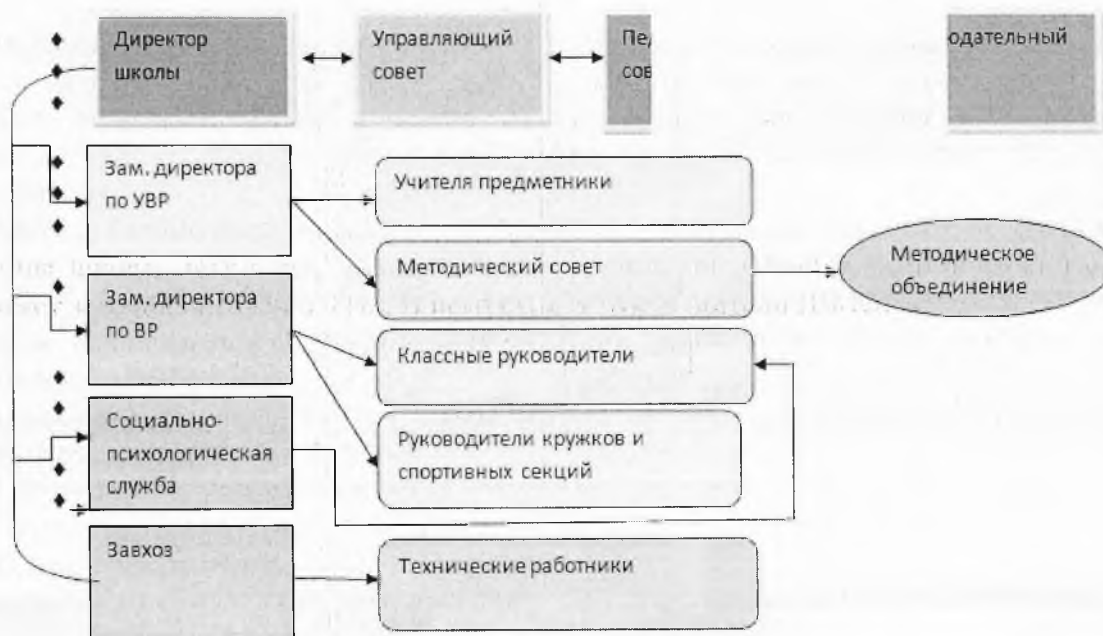 Директор
школы
Управляющий
совет
Зам. директора
по УВР
Учителя предметники
Методический совет
Методическое
объединение
Зам. директора
по ВР
Классные руководители
Социально-
психологическая
служба
Руководители кружков и
спортивных секций
Завхоз
Технические работники